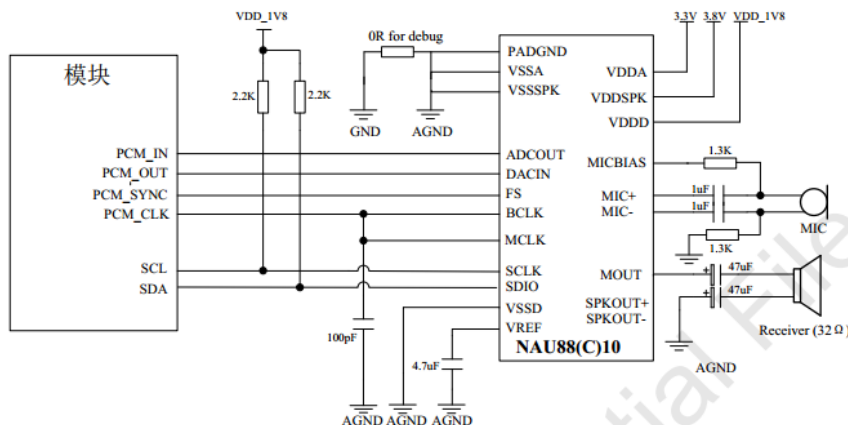 VDD_1V8
3.3V 3.8V VDD_1V8
0R for debug
模块
2.2K
2.2K
GND
AGND
PADGND
VSSA
VSSSPK
VDDA
VDDSPK
VDDD
PCM_IN
PCM_OUT
PCM_SYNC
PCM_CLK
SCL
SDA
ADCOUT
DACIN
FS
BCLK
MCLK
SCLK
SDIO
VSSD
VREF
MICBIAS
MIC+
MIC-
MOUT
SPKOUT+
SPKOUT-
NAU88(C)10
1.3K
1uF
1uF
MIC
1.3K
+
47uF
+
47uF
Receiver (32Ω)
AGND
100pF
4.7uF
AGND
AGND
AGND
ial File